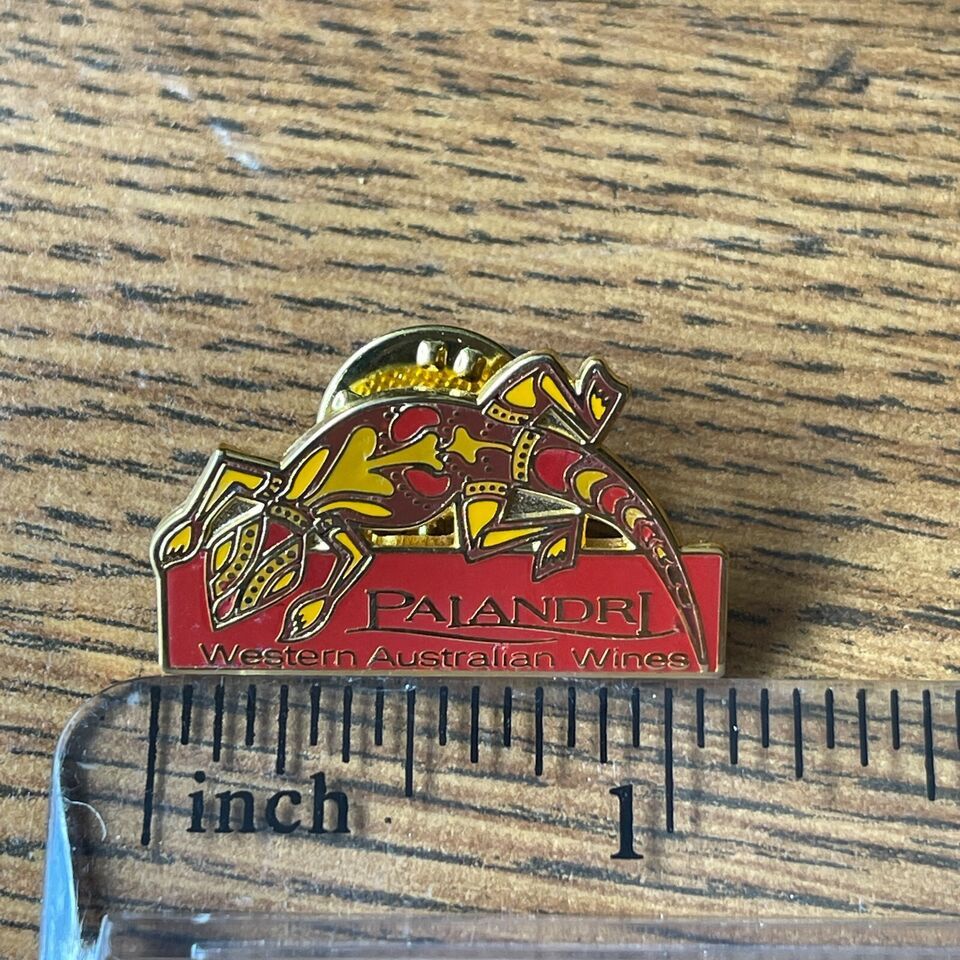 PALANDRI
Western Australian Wines
inch
1